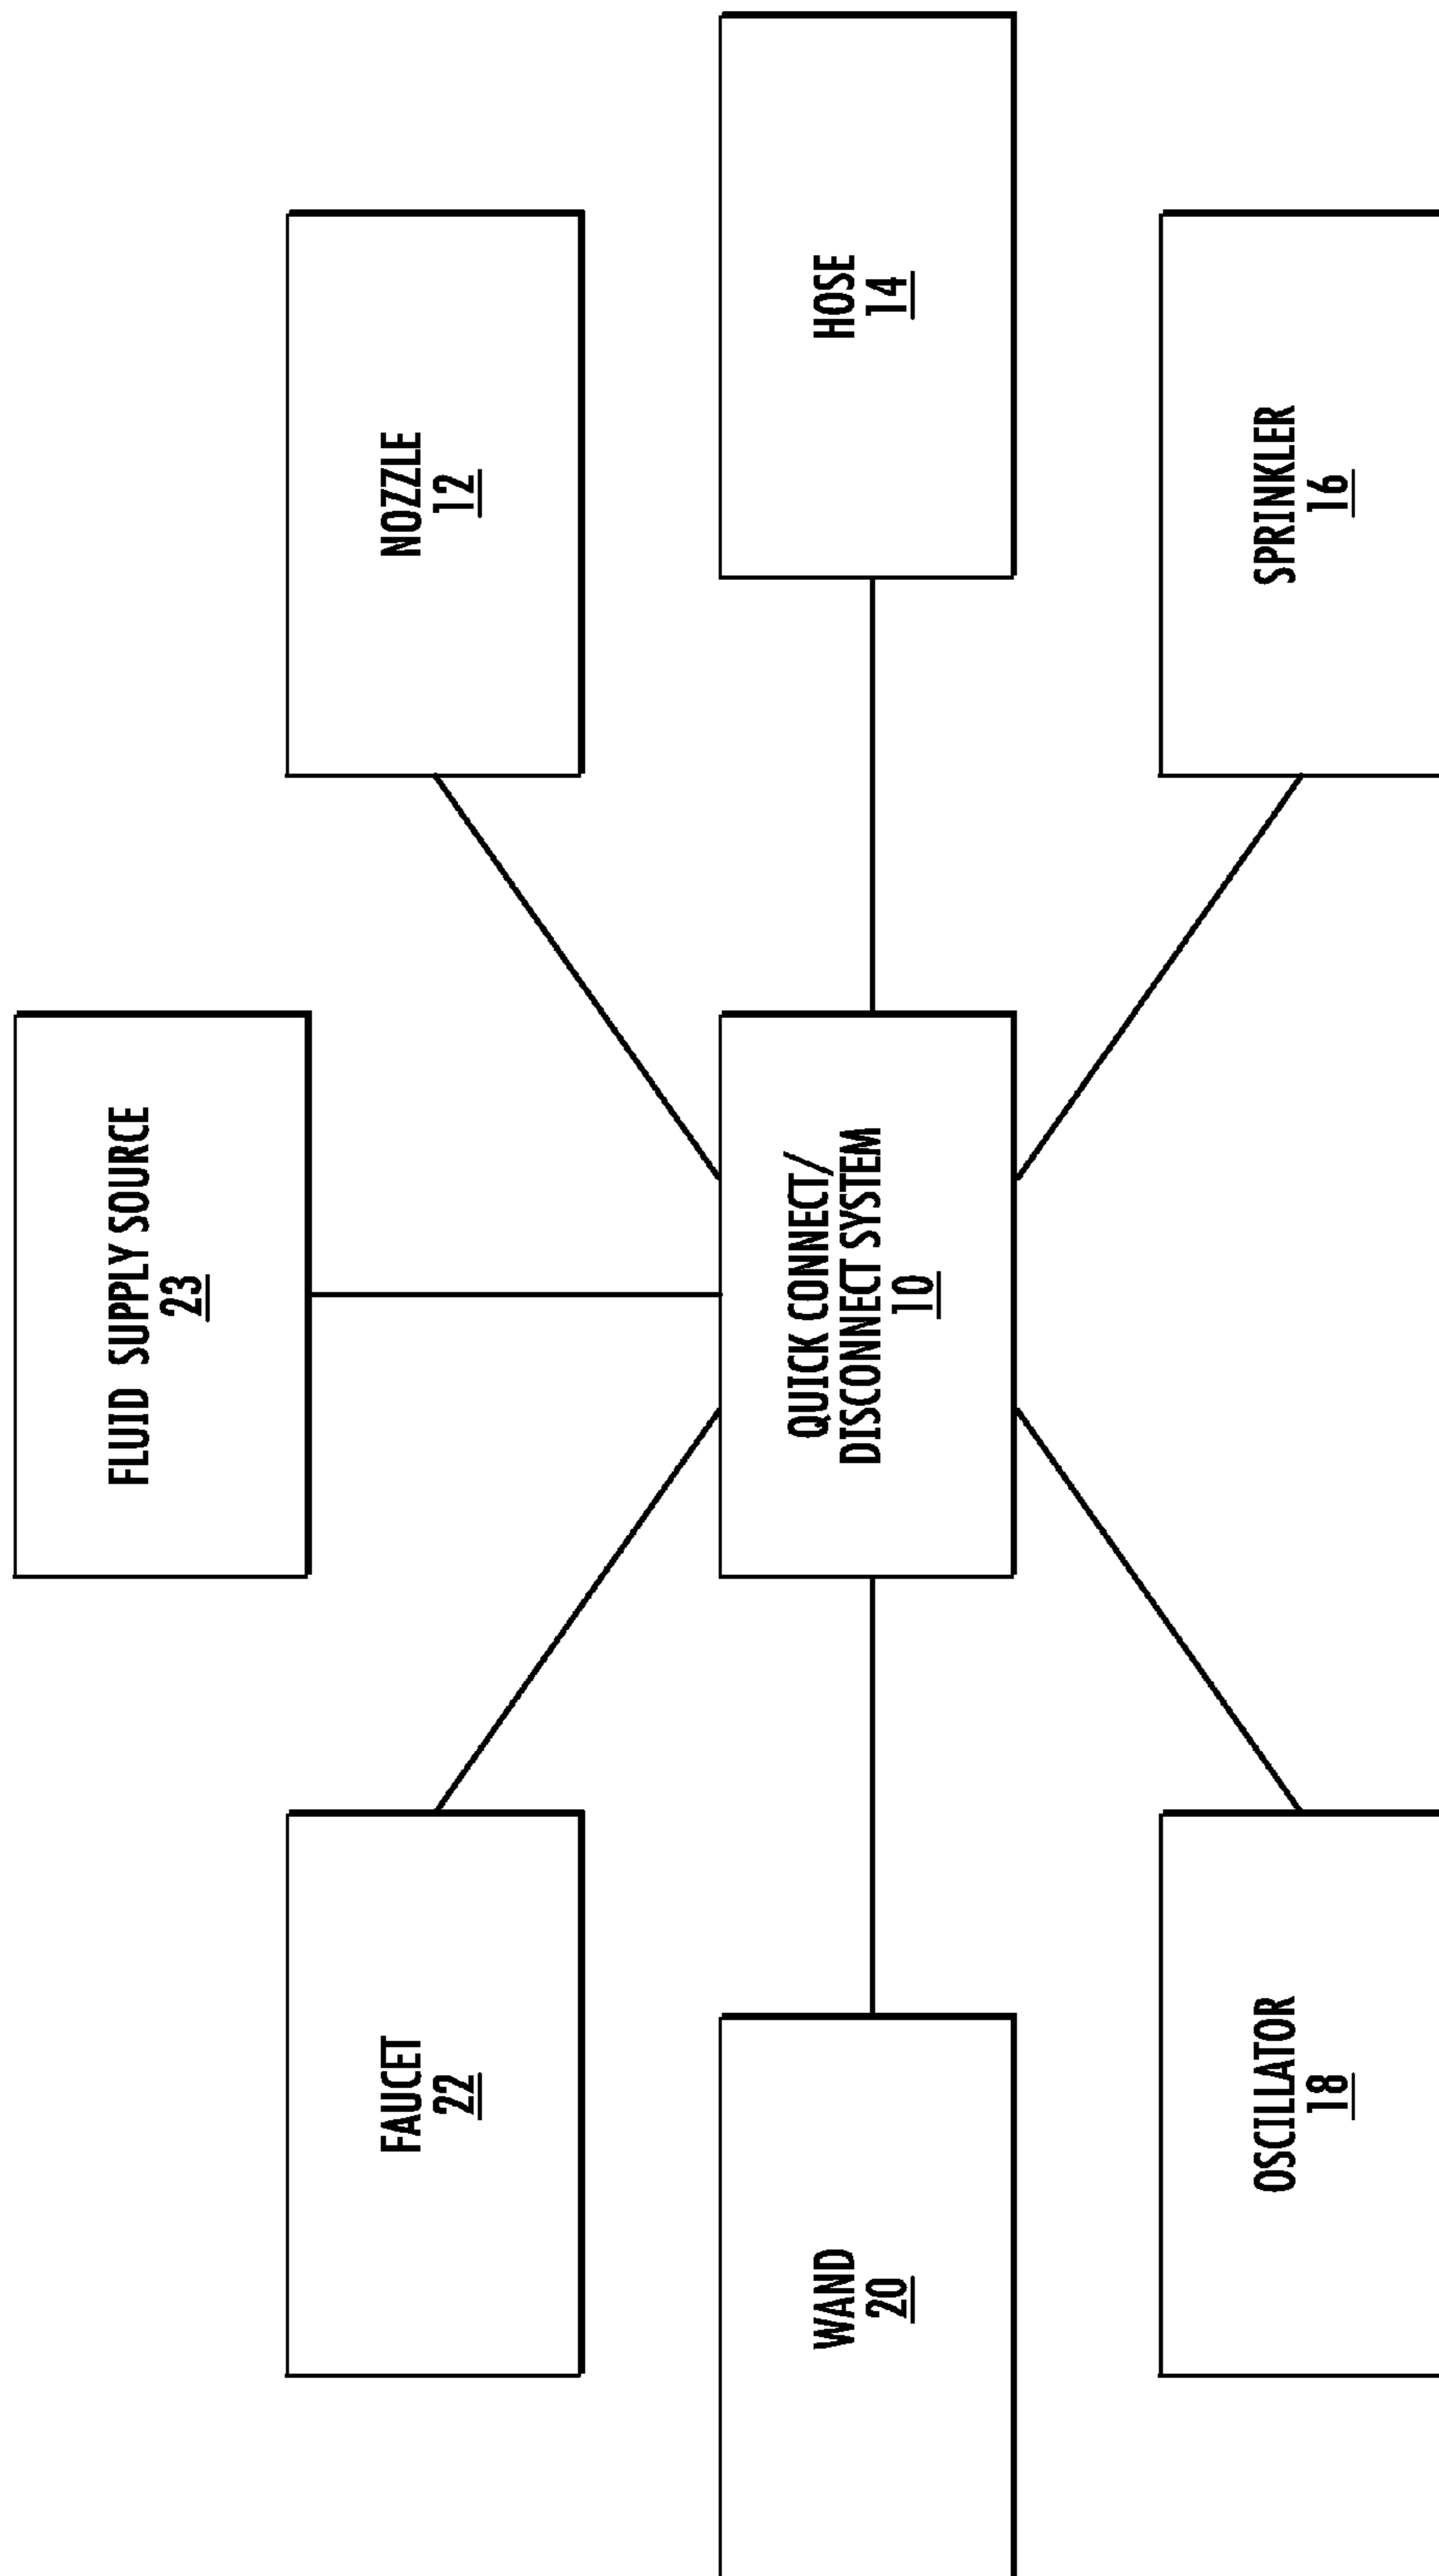 FLUID SUPPLY SOURCE
23
FAUCET
22
NOZZLE
12
WAND
20
QUICK CONNECT/
DISCONNECT SYSTEM
10
HOSE
14
OSCILLATOR
18
SPRINKLER
16